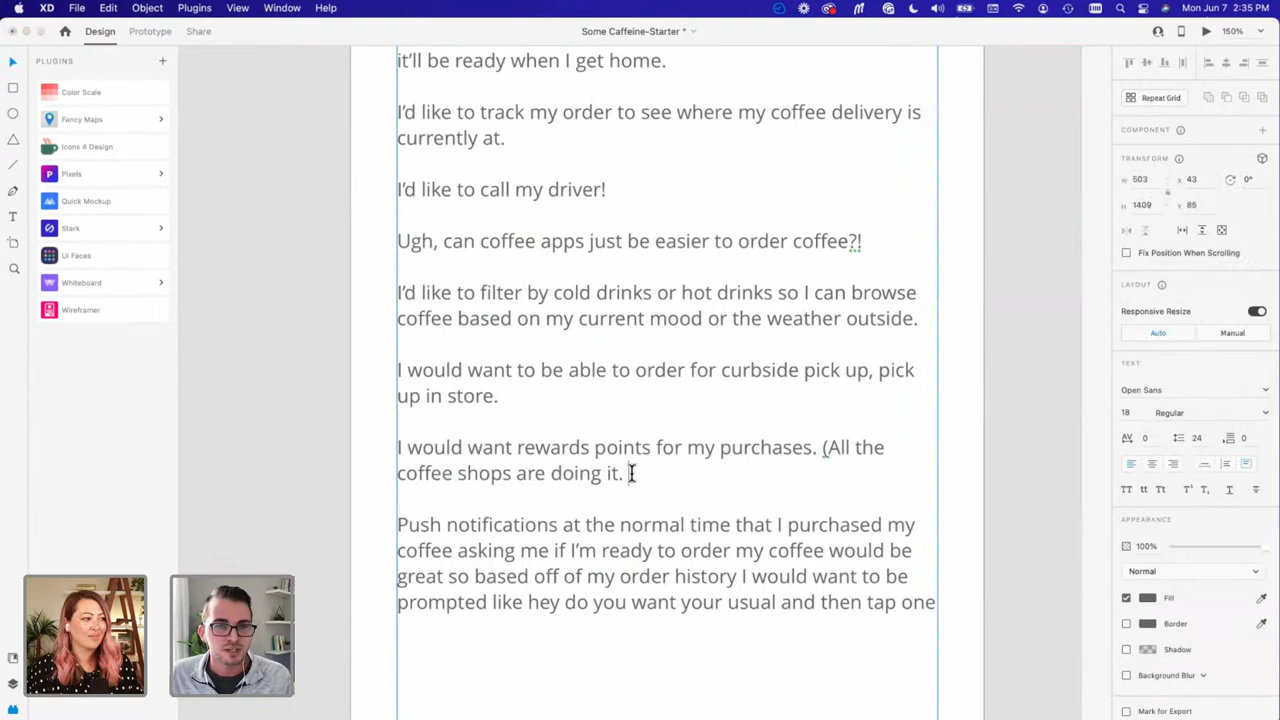 XD File Edit Object Plugins View Window Help
Mon Jun 7 2:35 PM
Design Prototype Share
Some Caffeine-Starter *
150%
PLUGINS
Color Scale
Fancy Maps
Icons 4 Design
Pixels
Quick Mockup
Stark
UI Faces
Whiteboard
Wireframer
it’ll be ready when I get home.
I’d like to track my order to see where my coffee delivery is
currently at.
I’d like to call my driver!
Ugh, can coffee apps just be easier to order coffee?!
I’d like to filter by cold drinks or hot drinks so I can browse
coffee based on my current mood or the weather outside.
I would want to be able to order for curbside pick up, pick
up in store.
I would want rewards points for my purchases. (All the
coffee shops are doing it.
Push notifications at the normal time that I purchased my
coffee asking me if I’m ready to order my coffee would be
great so based off of my order history I would want to be
prompted like hey do you want your usual and then tap one
Repeat Grid
COMPONENT
TRANSFORM
W 503 X 43 0°
H 1409 Y 85
Fix Position When Scrolling
LAYOUT
Responsive Resize
Auto Manual
TEXT
Open Sans
18 Regular
AV 0 24 0
TT tt Tt T¹ T₁ T T
APPEARANCE
100%
Normal
Fill
Border
Shadow
Background Blur
Mark for Export